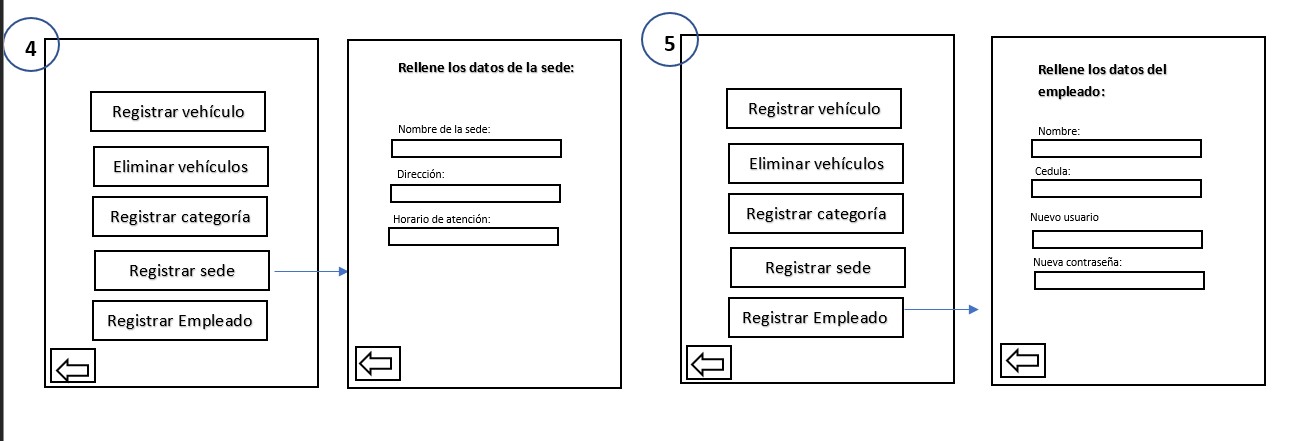 4
Registrar vehículo
Eliminar vehículos
Registrar categoría
Registrar sede
Registrar Empleado
Rellene los datos de la sede:
Nombre de la sede:
Dirección:
Horario de atención:
5
Registrar vehículo
Eliminar vehículos
Registrar categoría
Registrar sede
Registrar Empleado
Rellene los datos del
empleado:
Nombre:
Cedula:
Nuevo usuario
Nueva contraseña: